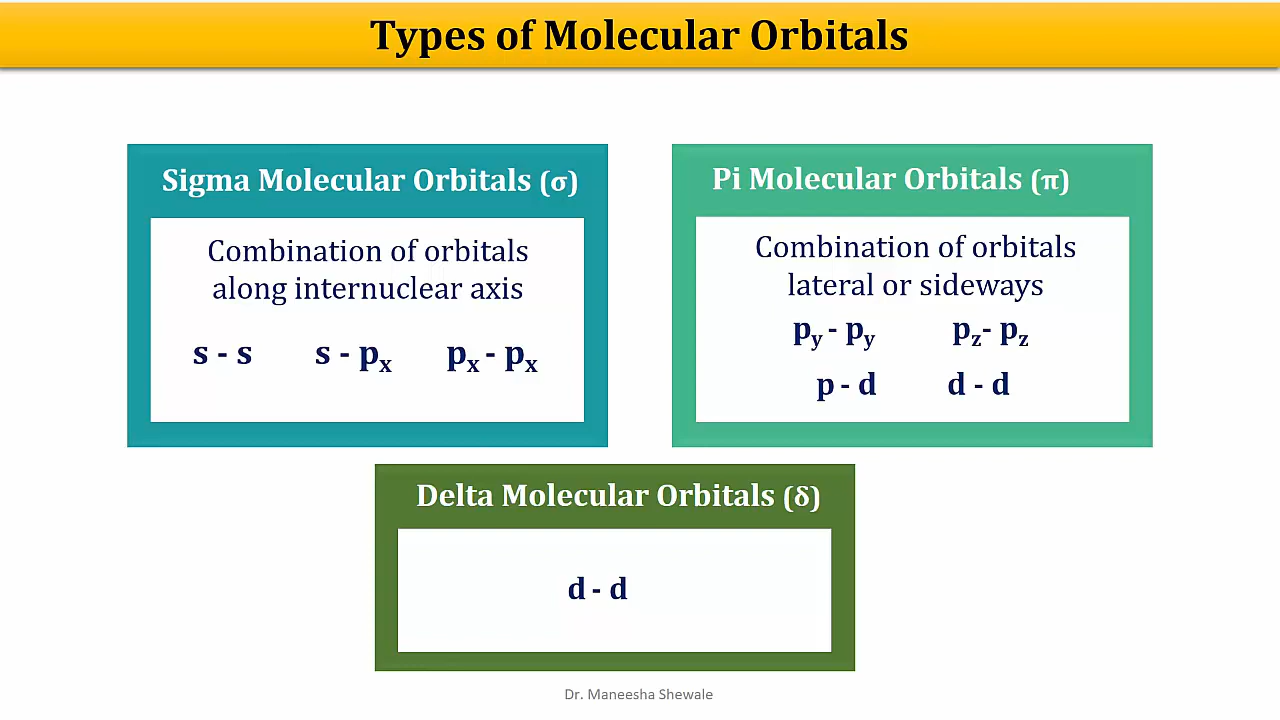 Types of Molecular Orbitals
Sigma Molecular Orbitals (σ)
Combination of orbitals
along internuclear axis
s - s s - pₓ pₓ - pₓ
Pi Molecular Orbitals (π)
Combination of orbitals
lateral or sideways
py - py pz- pz
p - d d - d
Delta Molecular Orbitals (δ)
d - d
Dr. Maneesha Shewale